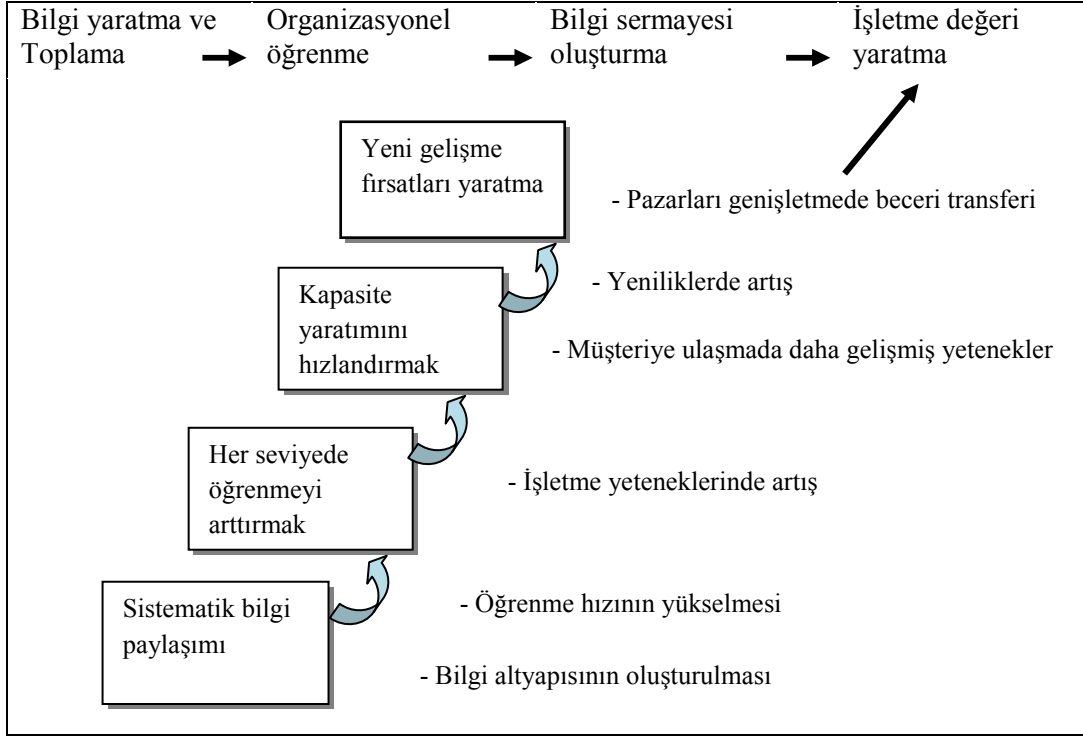 Bilgi yaratma ve
Toplama
Organizasyonel
öğrenme
Bilgi sermayesi
oluşturma
İşletme değeri
yaratma
Yeni gelişme
fırsatları yaratma
- Pazarları genişletmede beceri transferi
- Yeniliklerde artış
Kapasite
yaratımını
hızlandırmak
- Müşteriye ulaşmada daha gelişmiş yetenekler
Her seviyede
öğrenmeyi
arttırmak
- İşletme yeteneklerinde artış
Sistematik bilgi
paylaşımı
- Öğrenme hızının yükselmesi
- Bilgi altyapısının oluşturulması